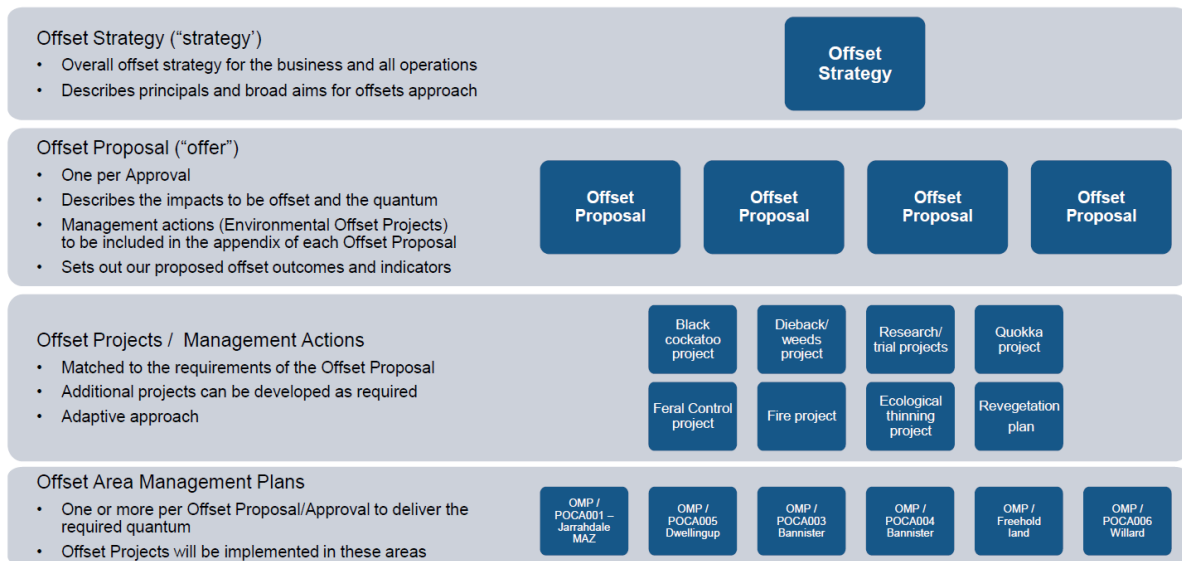 Offset Strategy (“strategy’)
• Overall offset strategy for the business and all operations
• Describes principals and broad aims for offsets approach
Offset
Strategy
Offset Proposal (“offer”)
• One per Approval
• Describes the impacts to be offset and the quantum
• Management actions (Environmental Offset Projects)
to be included in the appendix of each Offset Proposal
• Sets out our proposed offset outcomes and indicators
Offset
Proposal
Offset
Proposal
Offset
Proposal
Offset
Proposal
Offset Projects / Management Actions
• Matched to the requirements of the Offset Proposal
• Additional projects can be developed as required
• Adaptive approach
Black
cockatoo
project
Dieback/
weeds
project
Research/
trial projects
Quokka
project
Feral Control
project
Fire project
Ecological
thinning
project
Revegetation
plan
Offset Area Management Plans
• One or more per Offset Proposal/Approval to deliver the
required quantum
• Offset Projects will be implemented in these areas
OMP /
POCA001 –
Jarrahdale
MAZ
OMP /
POCA005
Dwellingup
OMP /
POCA003
Bannister
OMP /
POCA004
Bannister
OMP /
Freehold
land
OMP /
POCA006
Willard